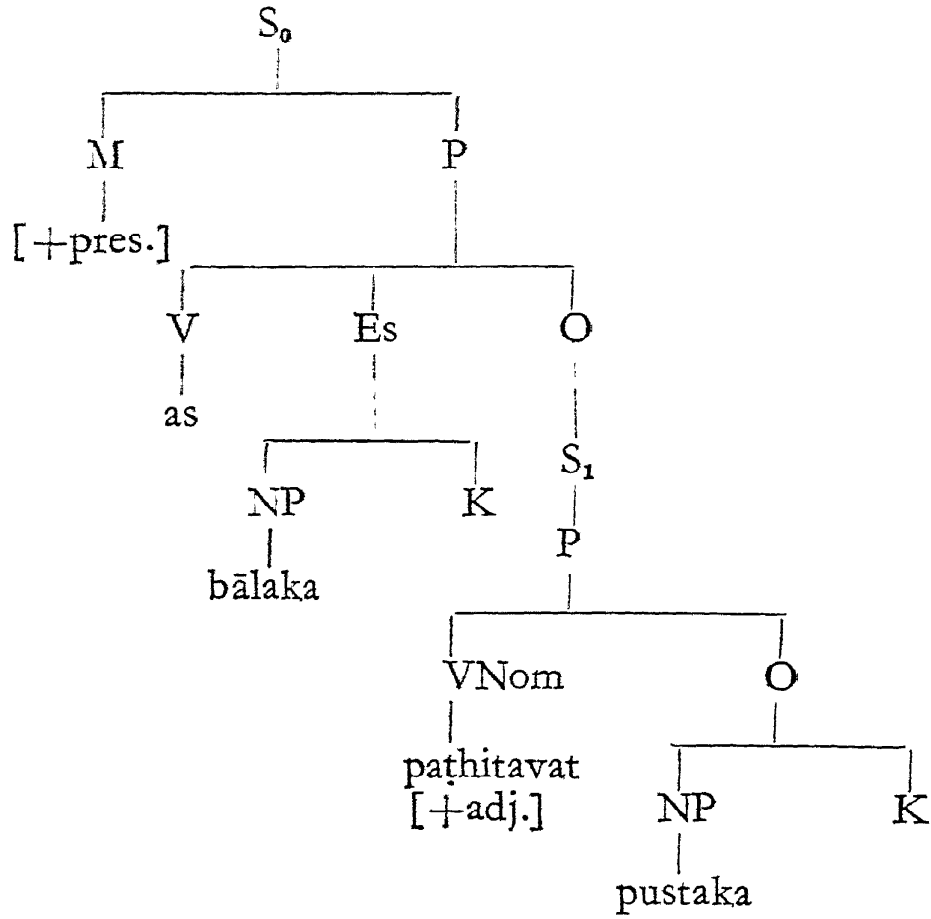 S₀
M P
[+pres.]
V Es O
as
S₁
NP K
P
bālaka
VNom O
paṭhitavat
[+adj.]
NP K
pustaka